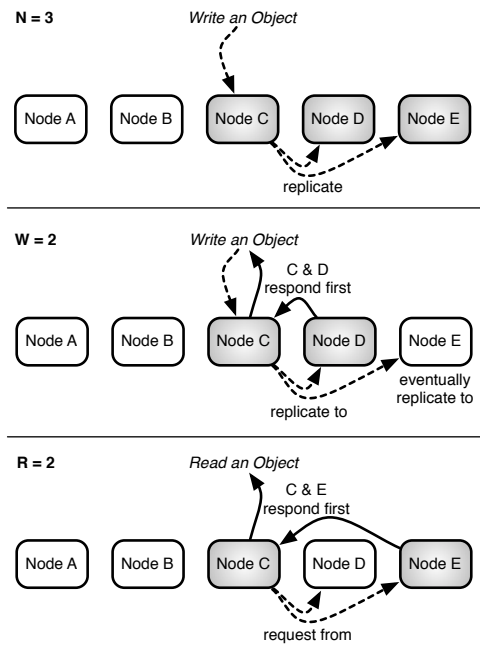 N = 3
Write an Object
Node A
Node B
Node C
Node D
Node E
replicate
W = 2
Write an Object
C & D
respond first
Node A
Node B
Node C
Node D
Node E
eventually
replicate to
replicate to
R = 2
Read an Object
C & E
respond first
Node A
Node B
Node C
Node D
Node E
request from